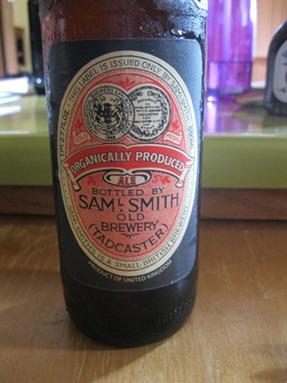 THIS LABEL IS ISSUED ONLY BY
ORGANICALLY PRODUCED
ALE
BOTTLED BY
SAML SMITH
OLD
BREWERY
(TADCASTER)
IS A SMALL BRITISH BREWERY
PRODUCT OF UNITED KINGDOM